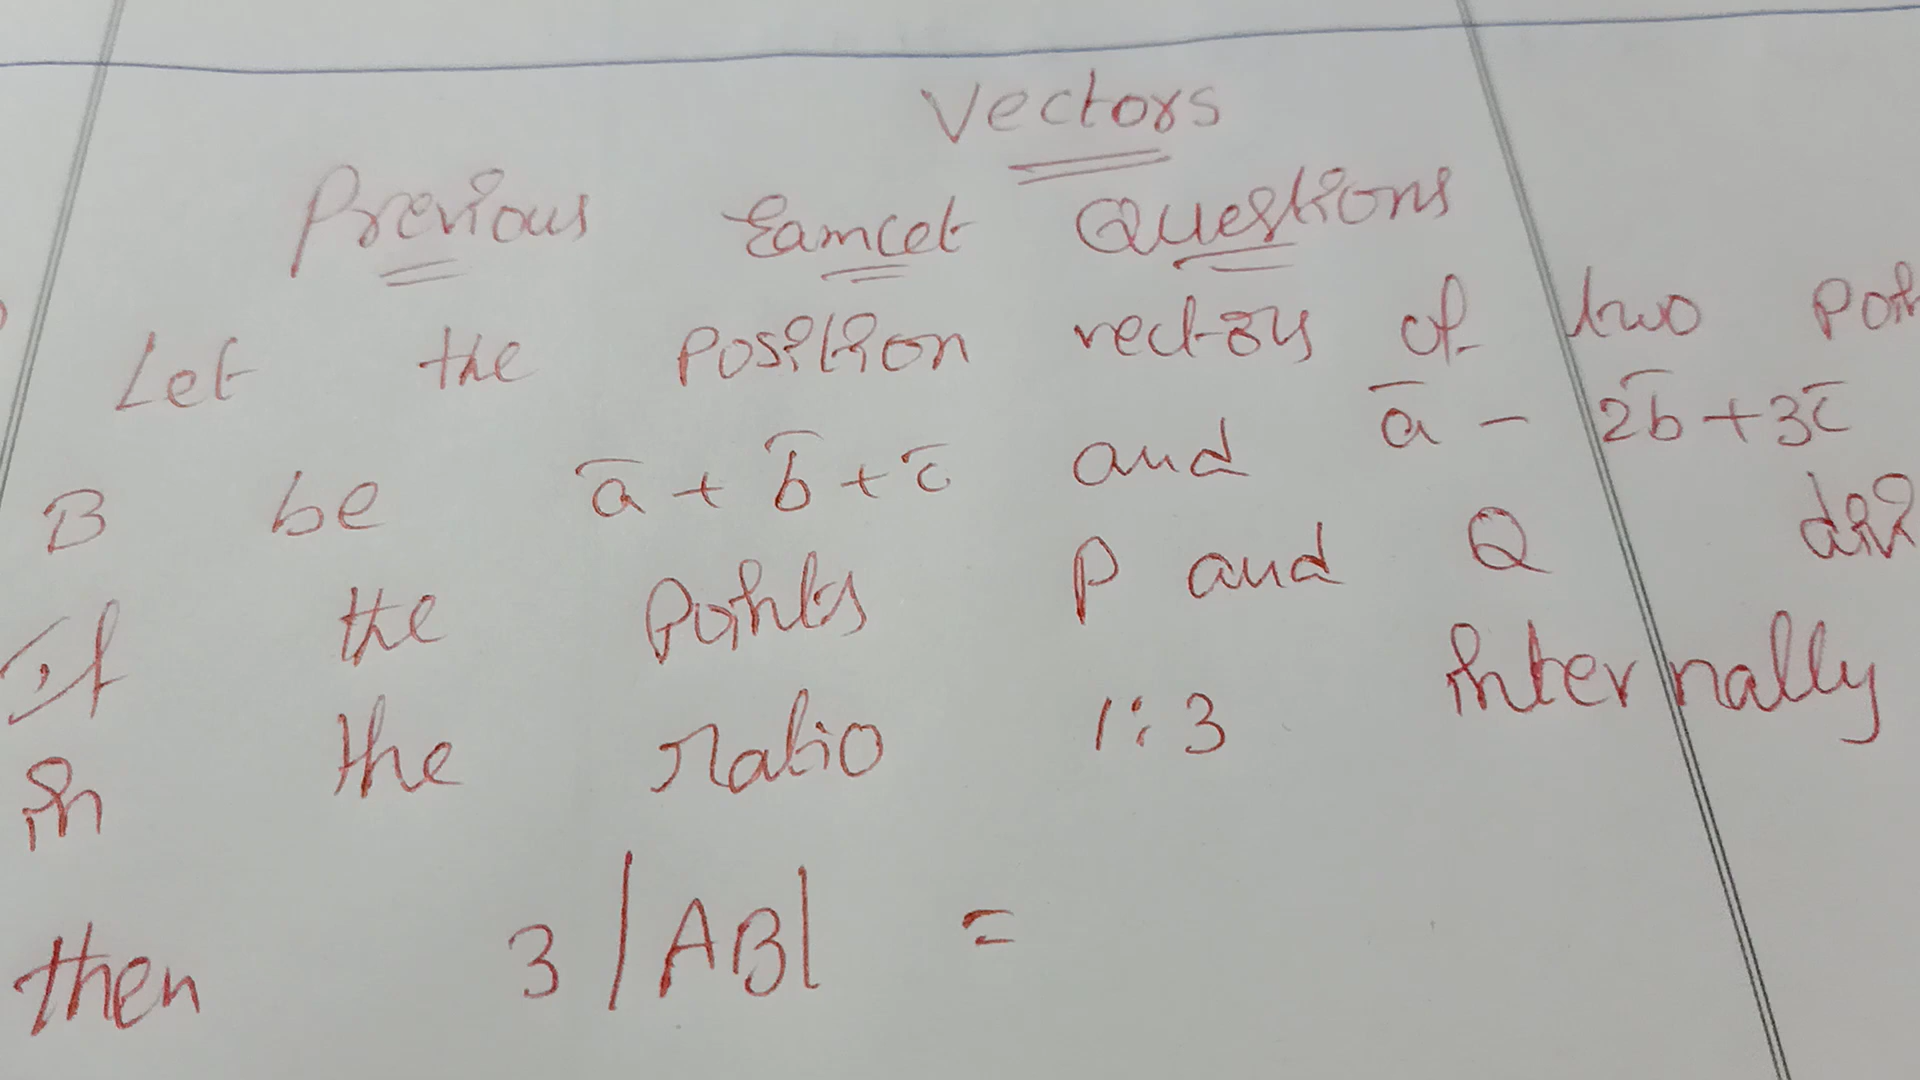 Vectors
Previous Eamcet Questions
Let the position vectors of two
B be a̅ + b̅ + c̅ and a̅ - 2b̅ + 3c̅
If the points P and Q
in the ratio 1:3 internally
then 3 |AB| =